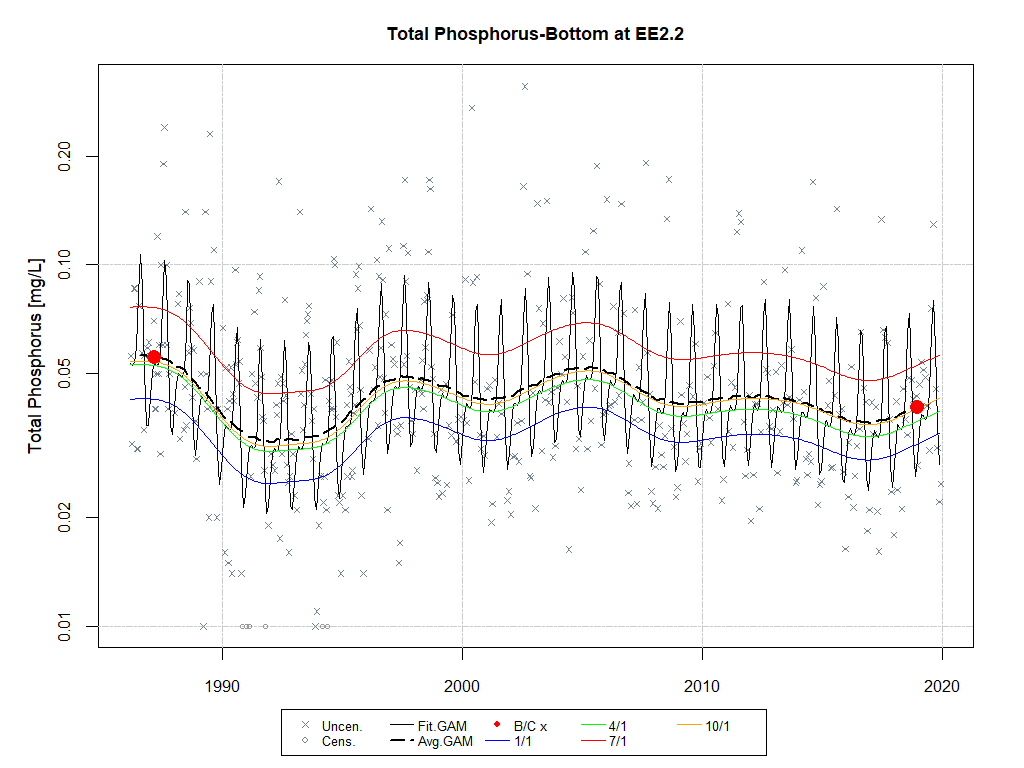 Total Phosphorus-Bottom at EE2.2
Total Phosphorus [mg/L]
0.20
0.10
0.05
0.02
0.01
1990 2000 2010 2020
Uncen. Fit.GAM B/C x 4/1 10/1
Cens. Avg.GAM 1/1 7/1